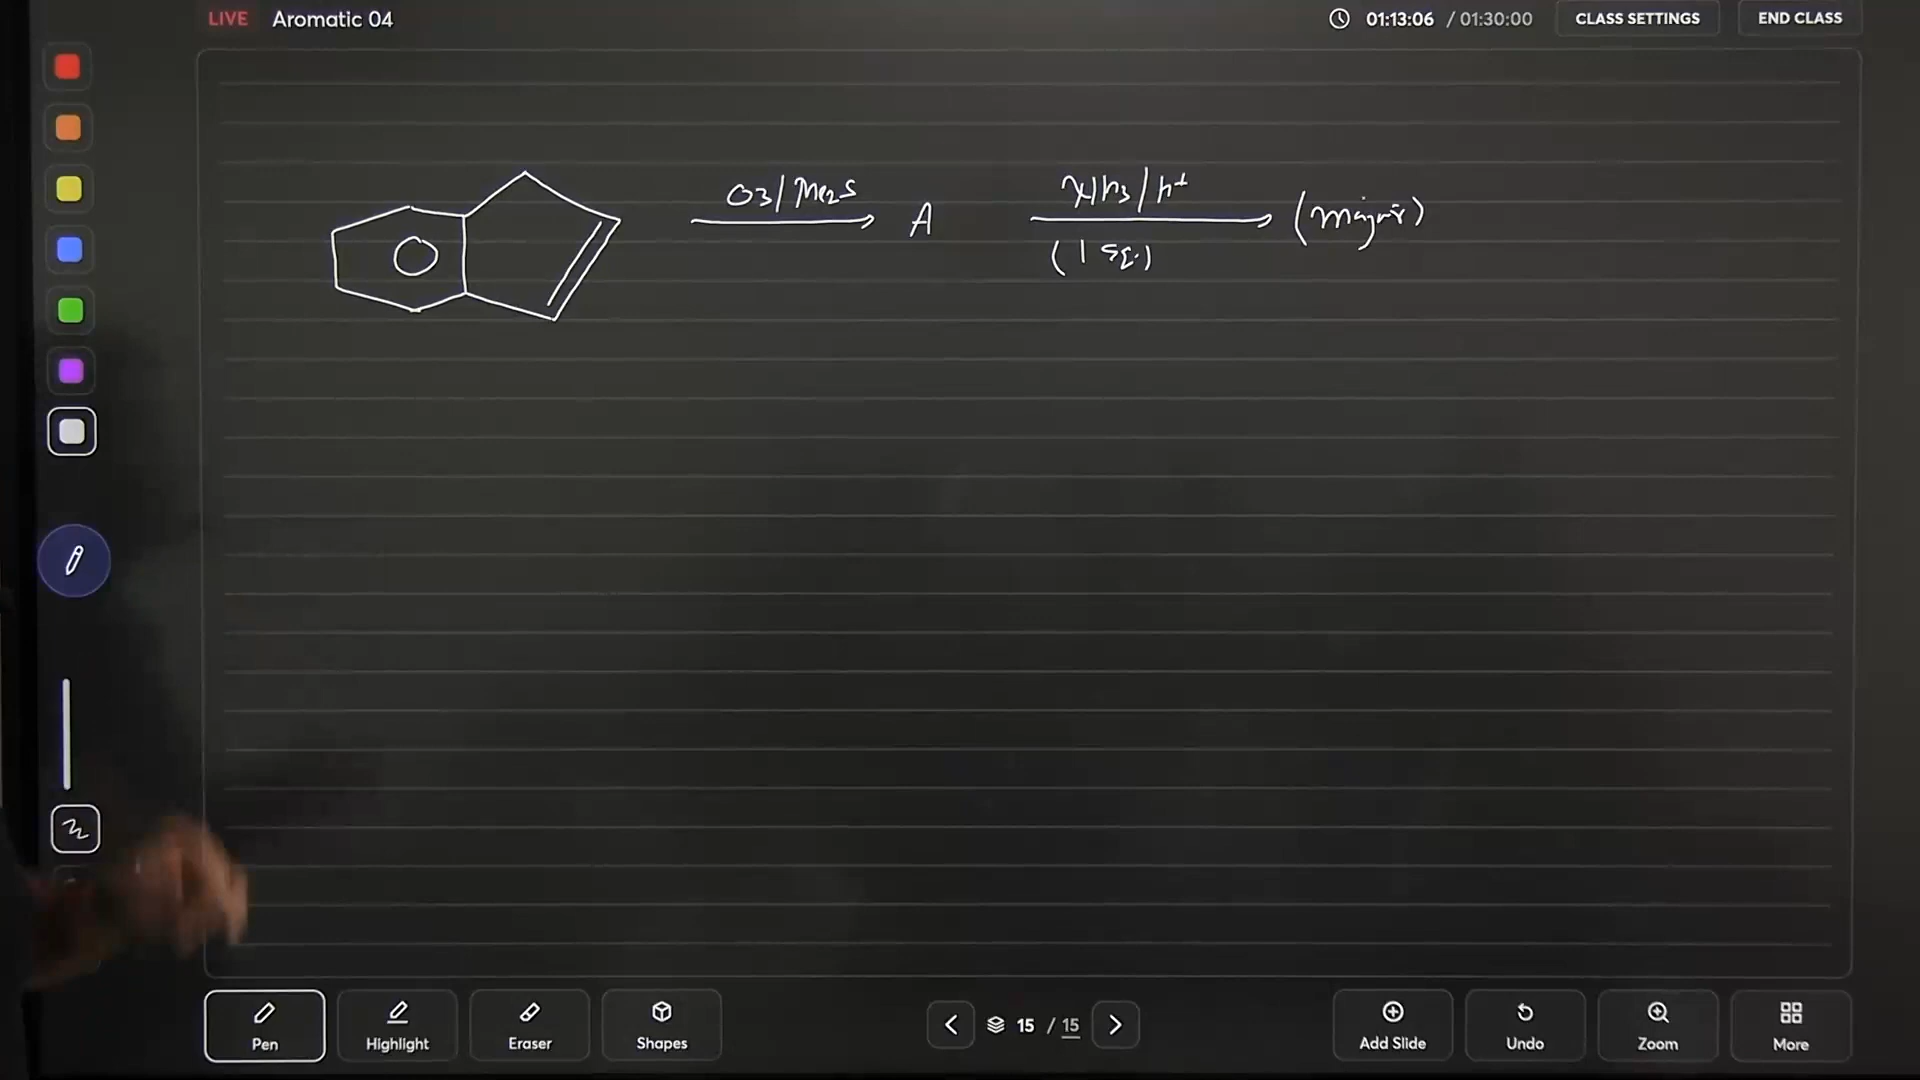 LIVE Aromatic 04 01:13:06 / 01:30:00 CLASS SETTINGS END CLASS
O3/Me2S A /h+ (Major)
(1 Eq.)
Pen Highlight Eraser Shapes 15 / 15 Add Slide Undo Zoom More